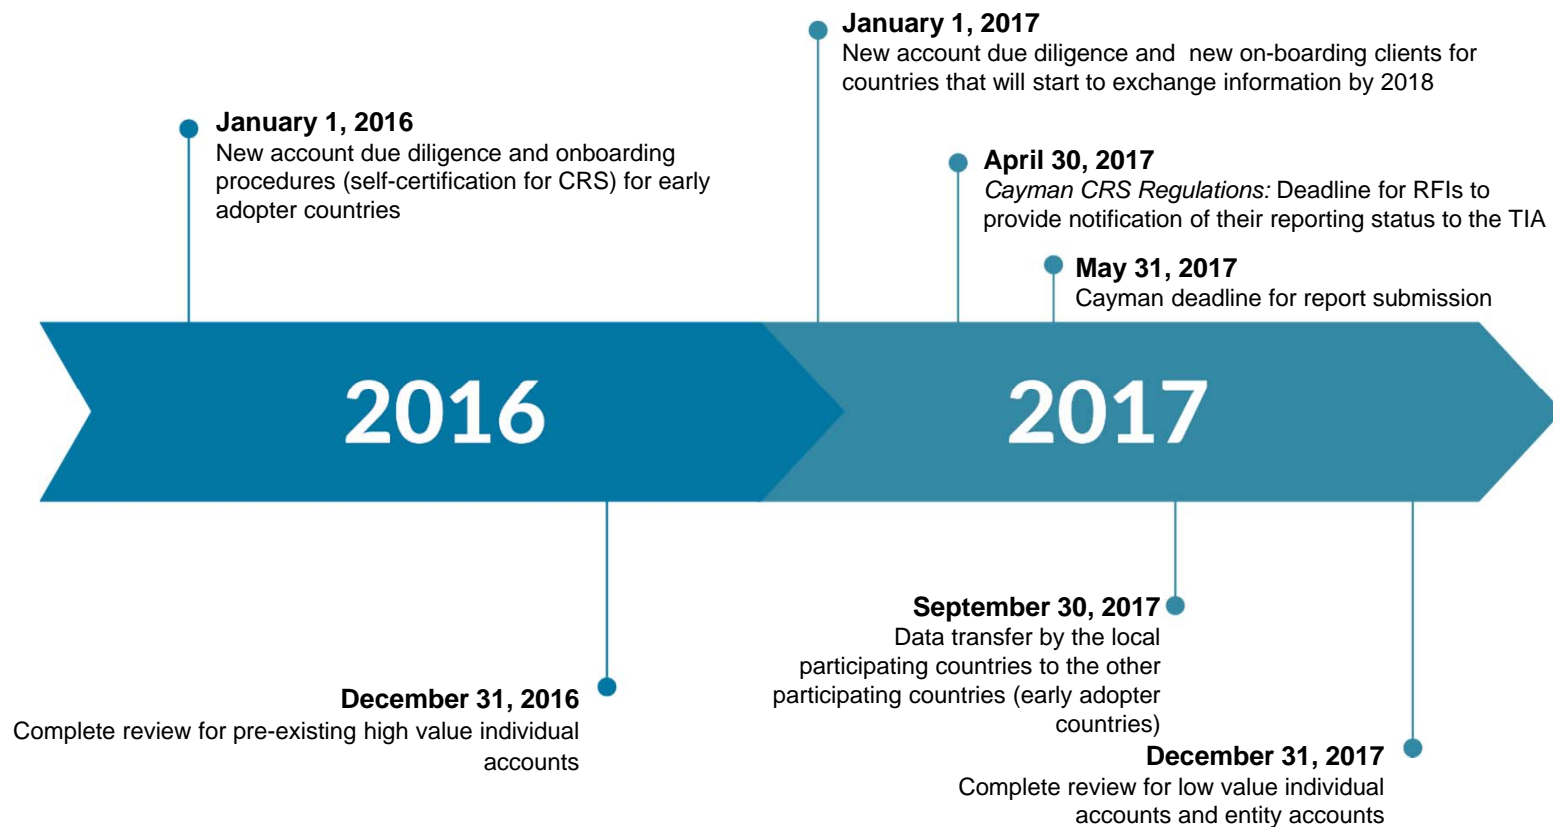 January 1, 2017
New account due diligence and  new on-boarding clients for
countries that will start to exchange information by 2018
January 1, 2016
New account due diligence and onboarding
procedures (self-certification for CRS) for early
adopter countries
April 30, 2017
Cayman CRS Regulations: Deadline for RFIs to
provide notification of their reporting status to the TIA
May 31, 2017
Cayman deadline for report submission
2016
2017
December 31, 2016
Complete review for pre-existing high value individual
accounts
September 30, 2017
Data transfer by the local
participating countries to the other
participating countries (early adopter
countries)
December 31, 2017
Complete review for low value individual
accounts and entity accounts